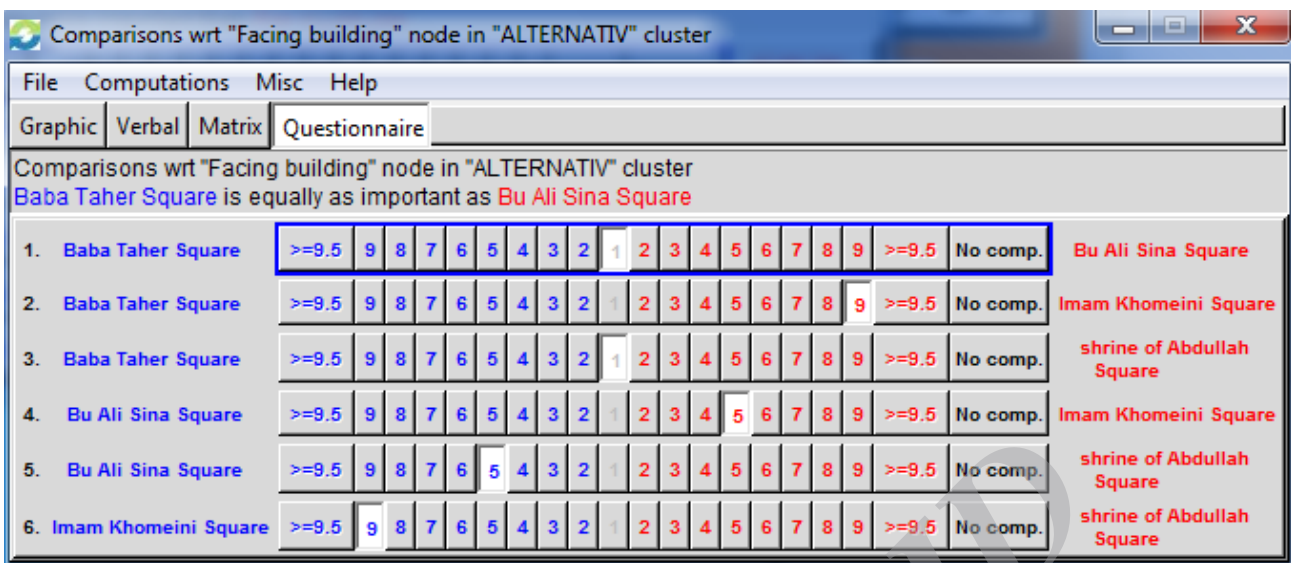 Comparisons wrt "Facing building" node in "ALTERNATIV" cluster
File Computations Misc Help
Graphic Verbal Matrix Questionnaire
Comparisons wrt "Facing building" node in "ALTERNATIV" cluster
Baba Taher Square is equally as important as Bu Ali Sina Square
1. Baba Taher Square >=9.5 9 8 7 6 5 4 3 2 1 2 3 4 5 6 7 8 9 >=9.5 No comp. Bu Ali Sina Square
2. Baba Taher Square >=9.5 9 8 7 6 5 4 3 2 1 2 3 4 5 6 7 8 9 >=9.5 No comp. Imam Khomeini Square
3. Baba Taher Square >=9.5 9 8 7 6 5 4 3 2 1 2 3 4 5 6 7 8 9 >=9.5 No comp. shrine of Abdullah
Square
4. Bu Ali Sina Square >=9.5 9 8 7 6 5 4 3 2 1 2 3 4 5 6 7 8 9 >=9.5 No comp. Imam Khomeini Square
5. Bu Ali Sina Square >=9.5 9 8 7 6 5 4 3 2 1 2 3 4 5 6 7 8 9 >=9.5 No comp. shrine of Abdullah
Square
6. Imam Khomeini Square >=9.5 9 8 7 6 5 4 3 2 1 2 3 4 5 6 7 8 9 >=9.5 No comp. shrine of Abdullah
Square